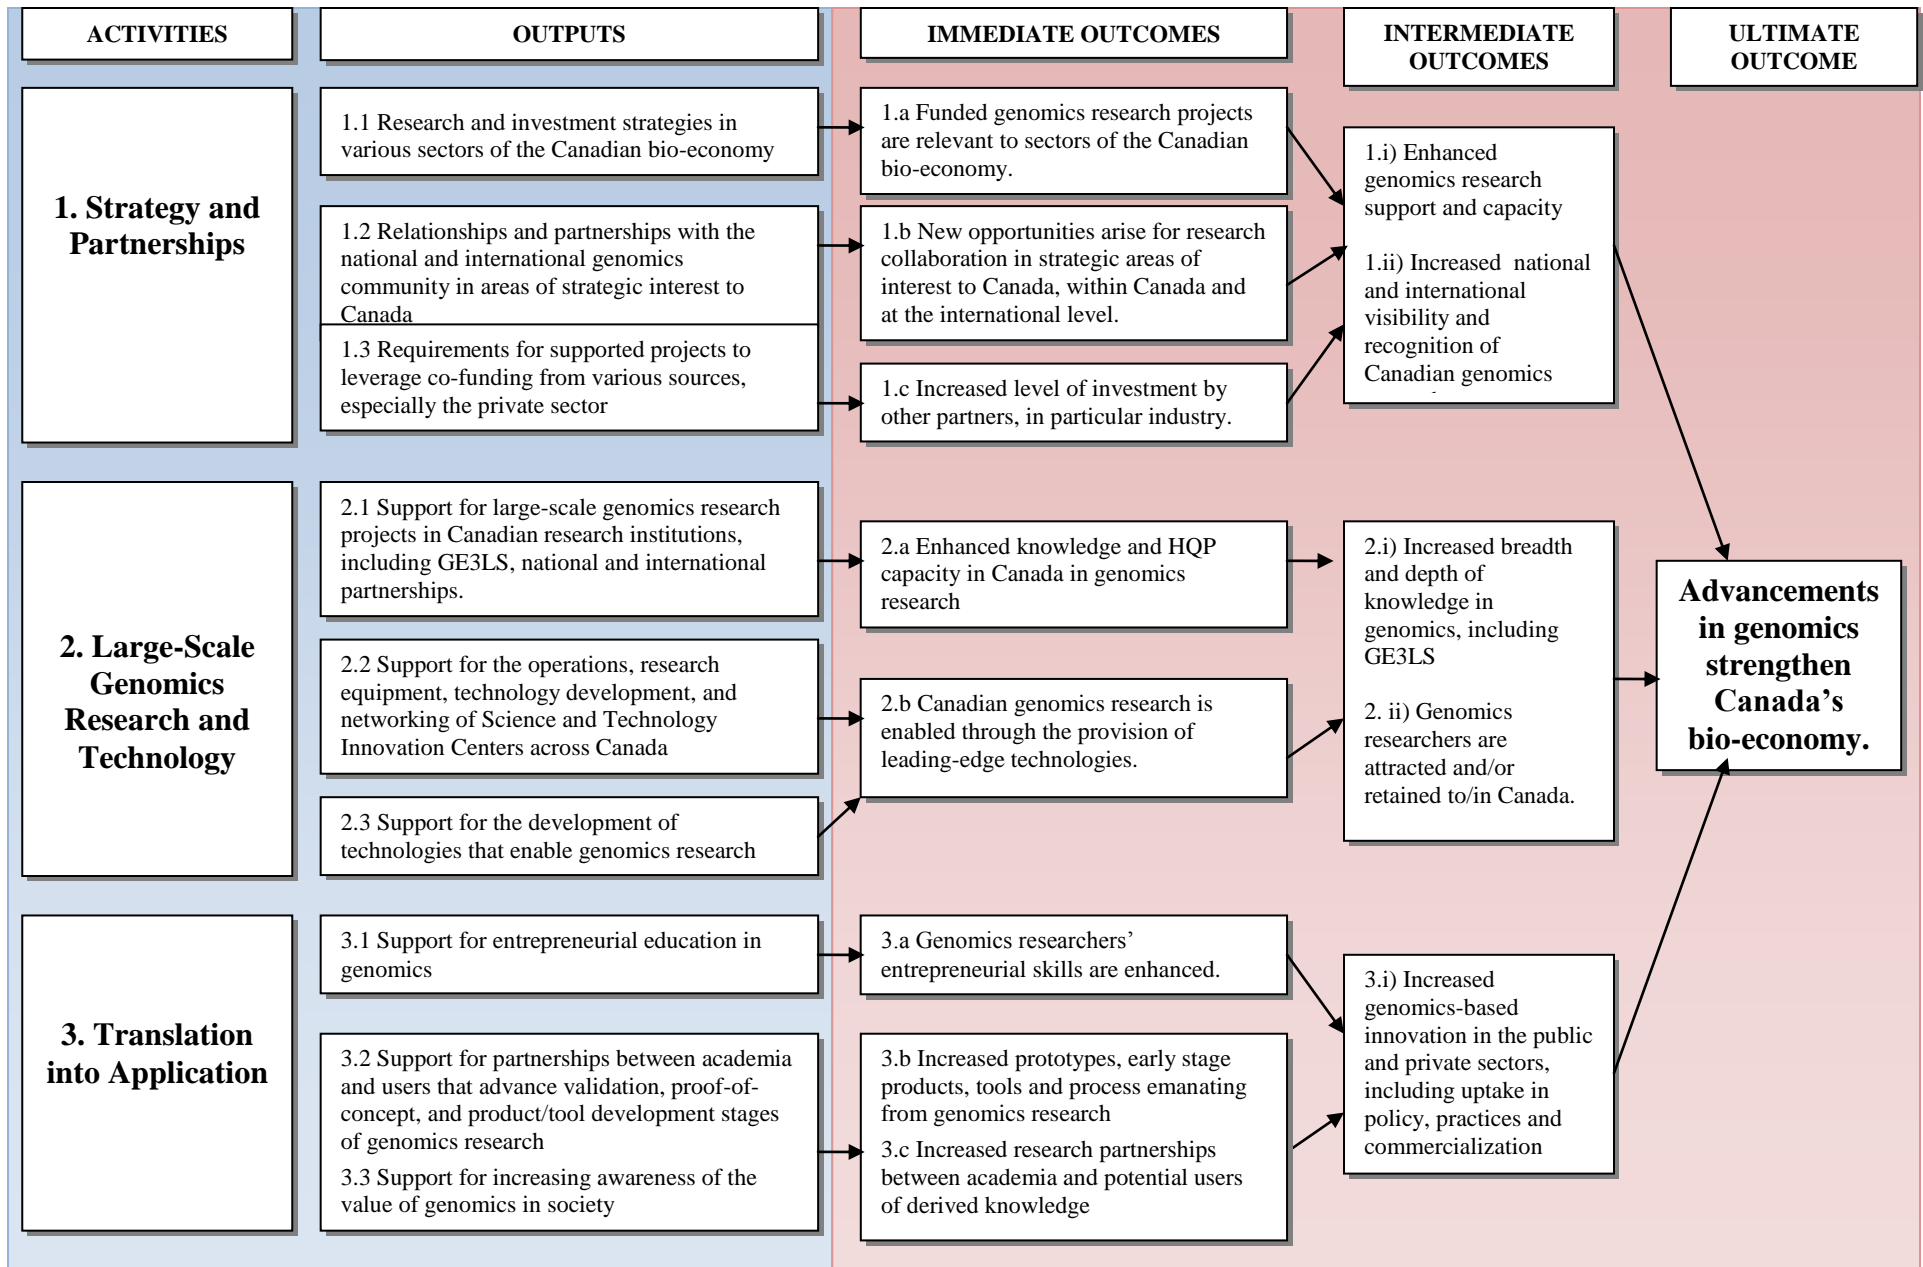 ACTIVITIES
OUTPUTS
IMMEDIATE OUTCOMES
INTERMEDIATE
OUTCOMES
ULTIMATE
OUTCOME
1. Strategy and
Partnerships
1.1 Research and investment strategies in
various sectors of the Canadian bio-economy
1.2 Relationships and partnerships with the
national and international genomics
community in areas of strategic interest to
Canada
1.3 Requirements for supported projects to
leverage co-funding from various sources,
especially the private sector
1.a Funded genomics research projects
are relevant to sectors of the Canadian
bio-economy.
1.b New opportunities arise for research
collaboration in strategic areas of
interest to Canada, within Canada and
at the international level.
1.c Increased level of investment by
other partners, in particular industry.
1.i) Enhanced
genomics research
support and capacity
1.ii) Increased national
and international
visibility and
recognition of
Canadian genomics
2. Large-Scale
Genomics
Research and
Technology
2.1 Support for large-scale genomics research
projects in Canadian research institutions,
including GE3LS, national and international
partnerships.
2.2 Support for the operations, research
equipment, technology development, and
networking of Science and Technology
Innovation Centers across Canada
2.3 Support for the development of
technologies that enable genomics research
2.a Enhanced knowledge and HQP
capacity in Canada in genomics
research
2.b Canadian genomics research is
enabled through the provision of
leading-edge technologies.
2.i) Increased breadth
and depth of
knowledge in
genomics, including
GE3LS
2. ii) Genomics
researchers are
attracted and/or
retained to/in Canada.
Advancements
in genomics
strengthen
Canada's
bio-economy.
3. Translation
into Application
3.1 Support for entrepreneurial education in
genomics
3.2 Support for partnerships between academia
and users that advance validation, proof-of-
concept, and product/tool development stages
of genomics research
3.3 Support for increasing awareness of the
value of genomics in society
3.a Genomics researchers'
entrepreneurial skills are enhanced.
3.b Increased prototypes, early stage
products, tools and process emanating
from genomics research
3.c Increased research partnerships
between academia and potential users
of derived knowledge
3.i) Increased
genomics-based
innovation in the public
and private sectors,
including uptake in
policy, practices and
commercialization